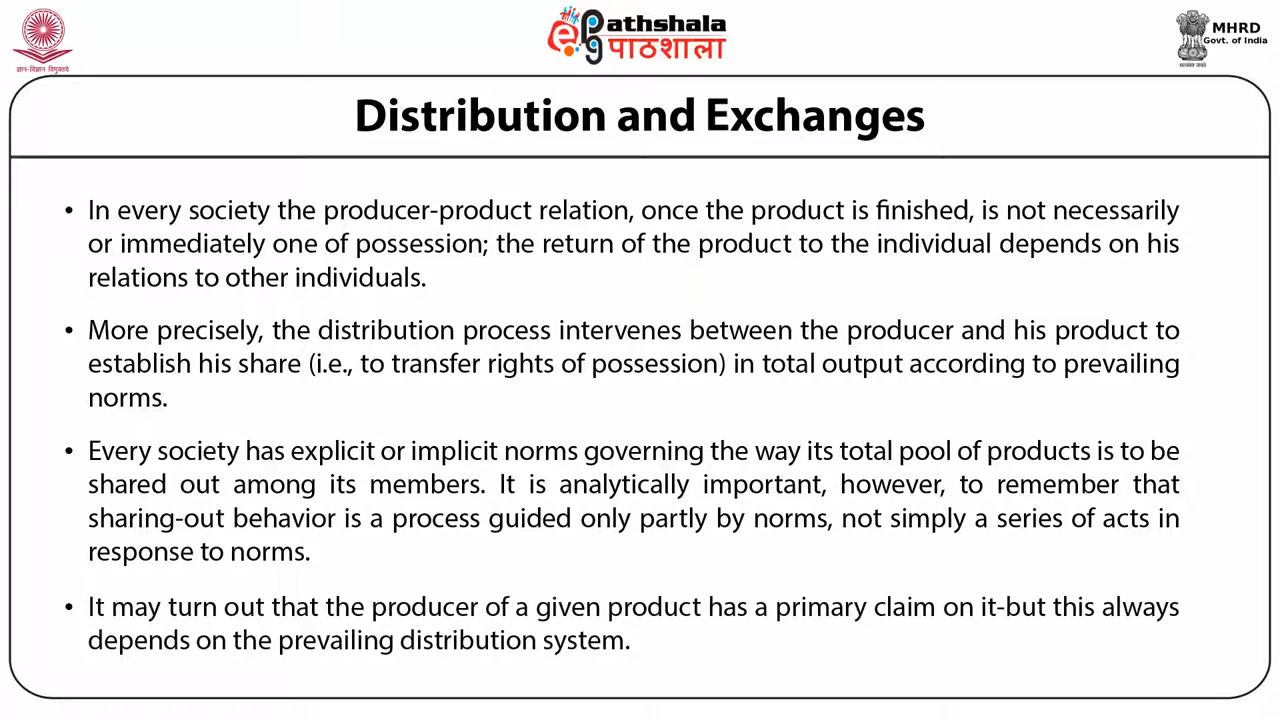 ज्ञान-विज्ञान विमुक्तये
ePGathshala
पाठशाला
MHRD
Govt. of India
सत्यमेव जयते
Distribution and Exchanges
• In every society the producer-product relation, once the product is finished, is not necessarily
or immediately one of possession; the return of the product to the individual depends on his
relations to other individuals.
• More precisely, the distribution process intervenes between the producer and his product to
establish his share (i.e., to transfer rights of possession) in total output according to prevailing
norms.
• Every society has explicit or implicit norms governing the way its total pool of products is to be
shared out among its members. It is analytically important, however, to remember that
sharing-out behavior is a process guided only partly by norms, not simply a series of acts in
response to norms.
• It may turn out that the producer of a given product has a primary claim on it-but this always
depends on the prevailing distribution system.